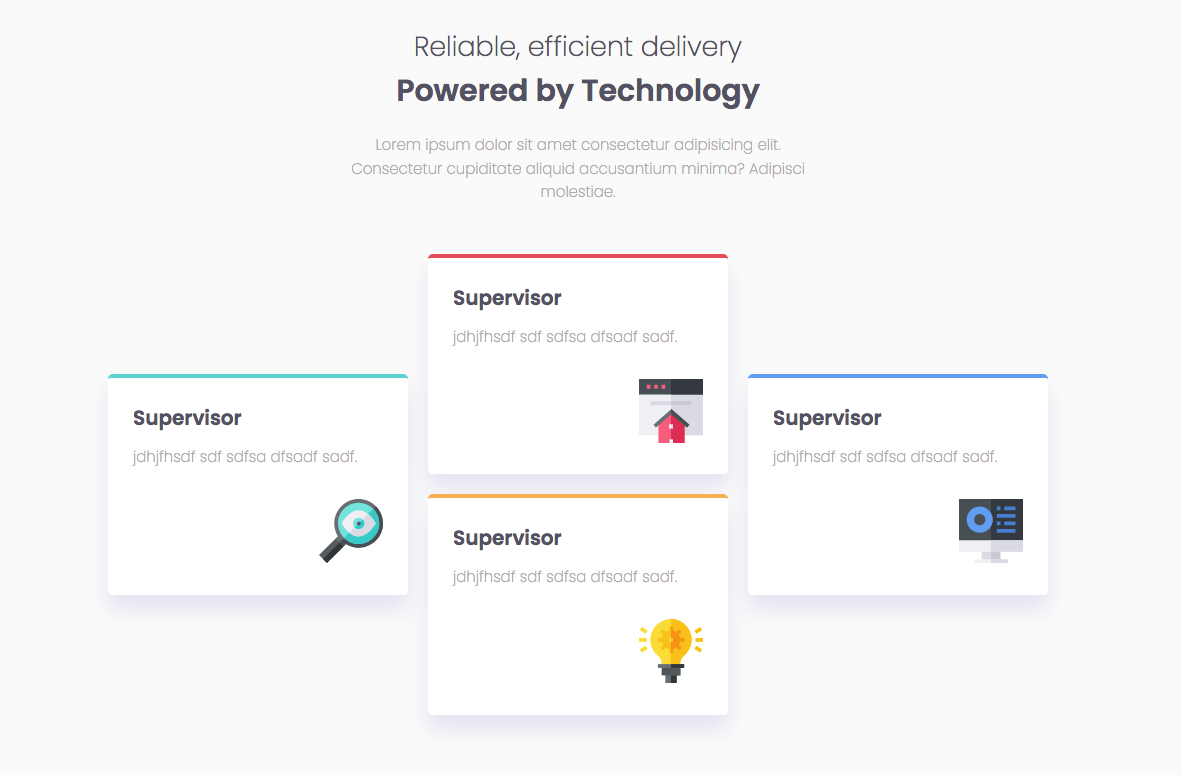 Reliable, efficient delivery
Powered by Technology
Lorem ipsum dolor sit amet consectetur adipisicing elit.
Consectetur cupiditate aliquid accusantium minima? Adipisci
molestiae.
Supervisor
jdhjfhsdf sdf sdfsa dfsadf sadf.
Supervisor
jdhjfhsdf sdf sdfsa dfsadf sadf.
Supervisor
jdhjfhsdf sdf sdfsa dfsadf sadf.
Supervisor
jdhjfhsdf sdf sdfsa dfsadf sadf.